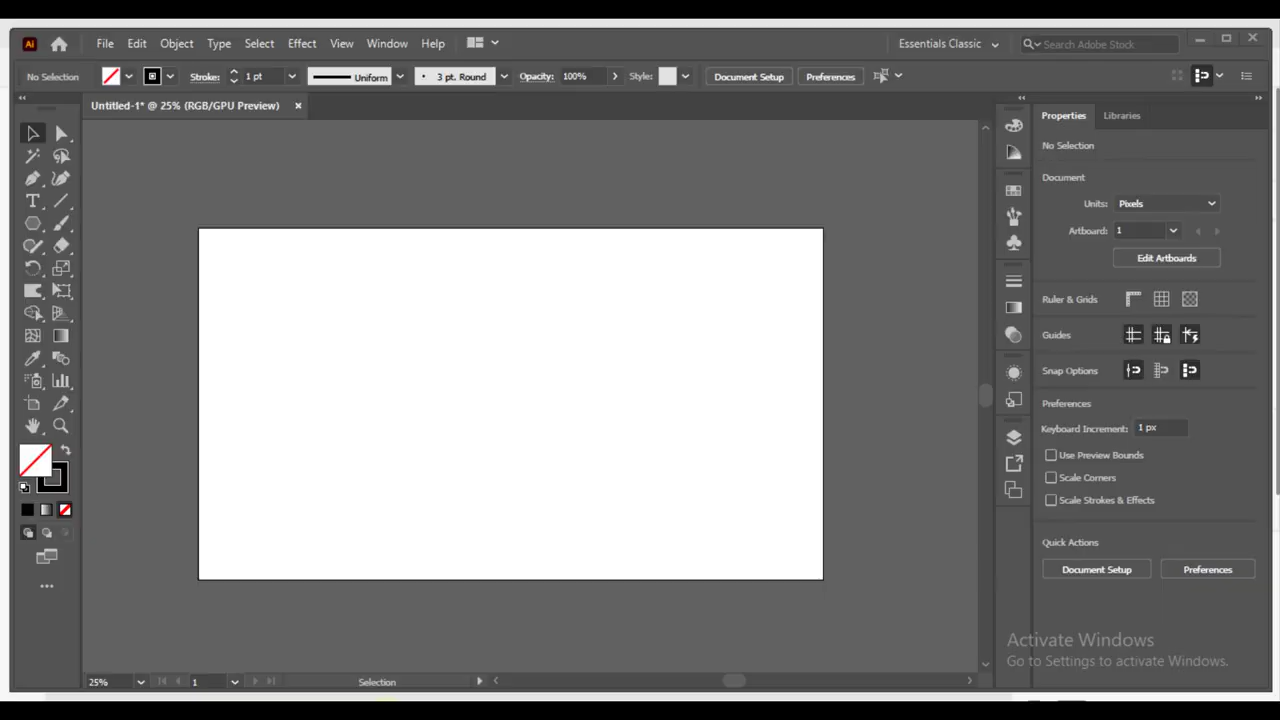 Ai File Edit Object Type Select Effect View Window Help Essentials Classic Search Adobe Stock
No Selection Stroke: 1 pt Uniform 3 pt. Round Opacity: 100% Style: Document Setup Preferences
Untitled-1* @ 25% (RGB/GPU Preview)
Properties Libraries
No Selection
Document
Units: Pixels
Artboard: 1
Edit Artboards
Ruler & Grids
Guides
Snap Options
Preferences
Keyboard Increment: 1 px
Use Preview Bounds
Scale Corners
Scale Strokes & Effects
Quick Actions
Document Setup Preferences
Activate Windows
Go to Settings to activate Windows.
25% 1 Selection